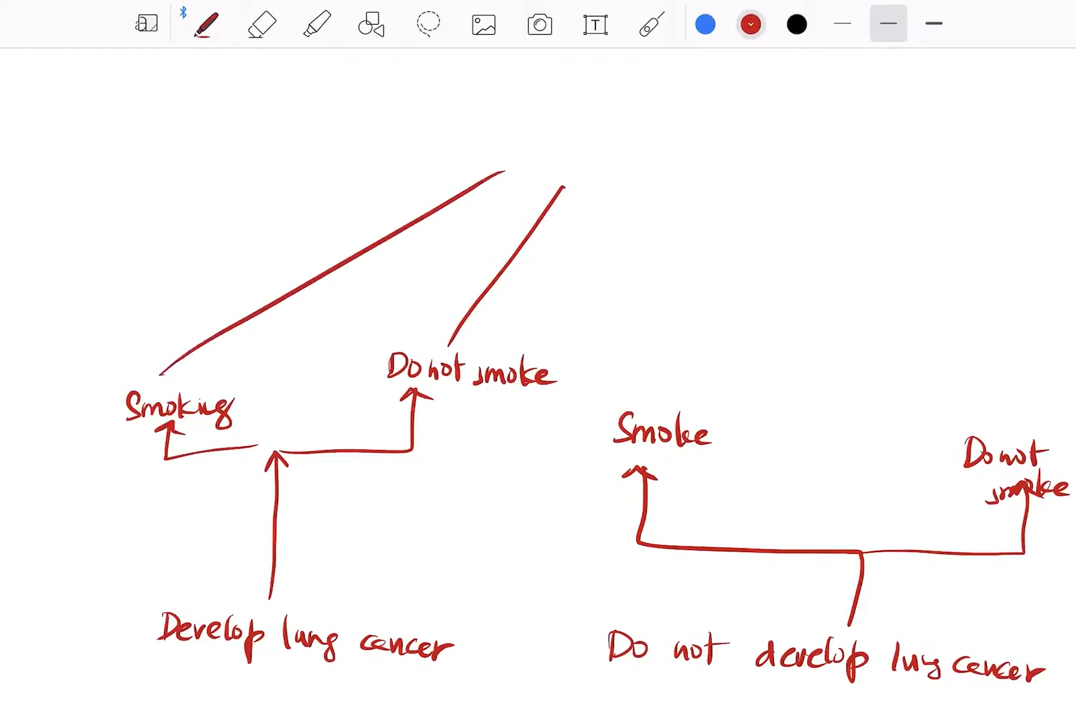 Do not smoke
Smoking
Smoke
Do not
smoke
Develop lung cancer
Do not develop lung cancer
T